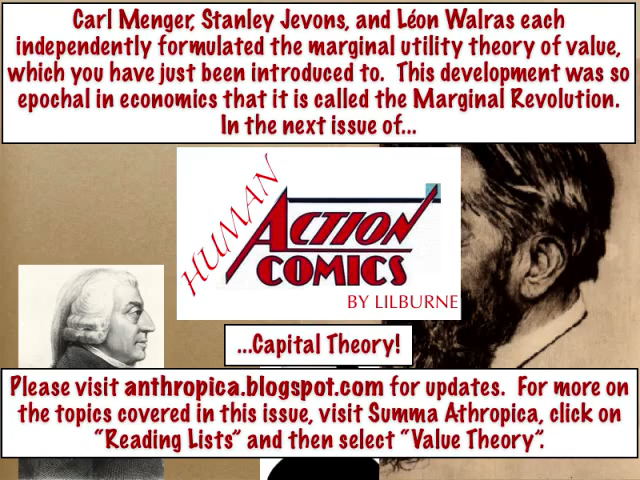 Carl Menger, Stanley Jevons, and Léon Walras each
independently formulated the marginal utility theory of value,
which you have just been introduced to.  This development was so
epochal in economics that it is called the Marginal Revolution.
In the next issue of...
HUMAN
ACTION
COMICS
BY LILBURNE
...Capital Theory!
Please visit anthropica.blogspot.com for updates.  For more on
the topics covered in this issue, visit Summa Athropica, click on
“Reading Lists” and then select “Value Theory”.